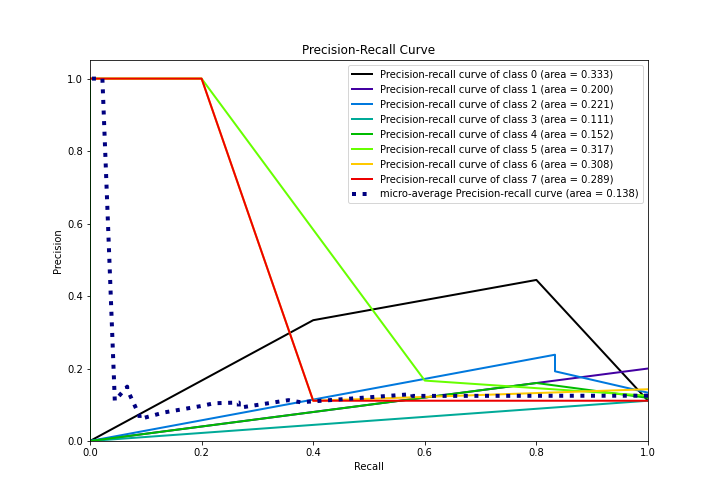 Precision-Recall Curve
Precision-recall curve of class 0 (area = 0.333)
Precision-recall curve of class 1 (area = 0.200)
Precision-recall curve of class 2 (area = 0.221)
Precision-recall curve of class 3 (area = 0.111)
Precision-recall curve of class 4 (area = 0.152)
Precision-recall curve of class 5 (area = 0.317)
Precision-recall curve of class 6 (area = 0.308)
Precision-recall curve of class 7 (area = 0.289)
micro-average Precision-recall curve (area = 0.138)
Precision
1.0
0.8
0.6
0.4
0.2
0.0
0.0 0.2 0.4 0.6 0.8 1.0
Recall